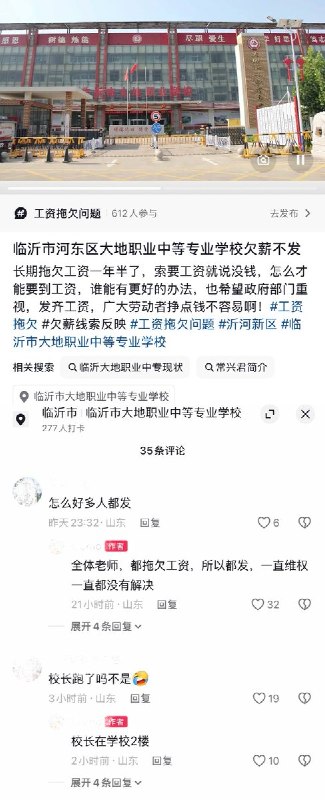 工资拖欠问题 612人参与 去发布
临沂市河东区大地职业中等专业学校欠薪不发
长期拖欠工资一年半了，索要工资就说没钱，怎么才
能要到工资，谁能有更好的办法，也希望政府部门重
视，发齐工资，广大劳动者挣点钱不容易啊！#工资
拖欠 #欠薪线索反映 #工资拖欠问题 #沂河新区 #临
沂市大地职业中等专业学校
相关搜索 临沂大地职业中专现状 常兴君简介
临沂市大地职业中等专业学校
临沂市 临沂市大地职业中等专业学校
277人打卡
35条评论
怎么好多人都发
昨天 23:32 · 山东 回复 6
作者
全体老师，都拖欠工资，所以都发，一直维权
一直都没有解决
21小时前 · 山东 回复 32
展开4条回复
校长跑了吗不是🤣
3小时前 · 山东 回复 19
作者
校长在学校2楼
2小时前 · 山东 回复 10
展开4条回复